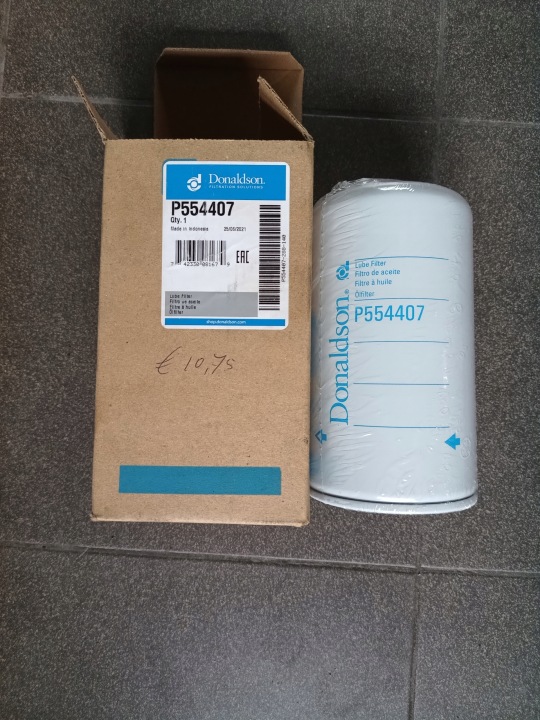 Donaldson.
FILTRATION SOLUTIONS
P554407
Qty. 1
Made in Indonesia 25/05/2021
EAC
Lube Filter
Filtro de aceite
Filtre à huile
Ölfilter
shop.donaldson.com
€ 10,75
Donaldson.
Lube Filter
Filtro de aceite
Filtre à huile
Ölfilter
P554407